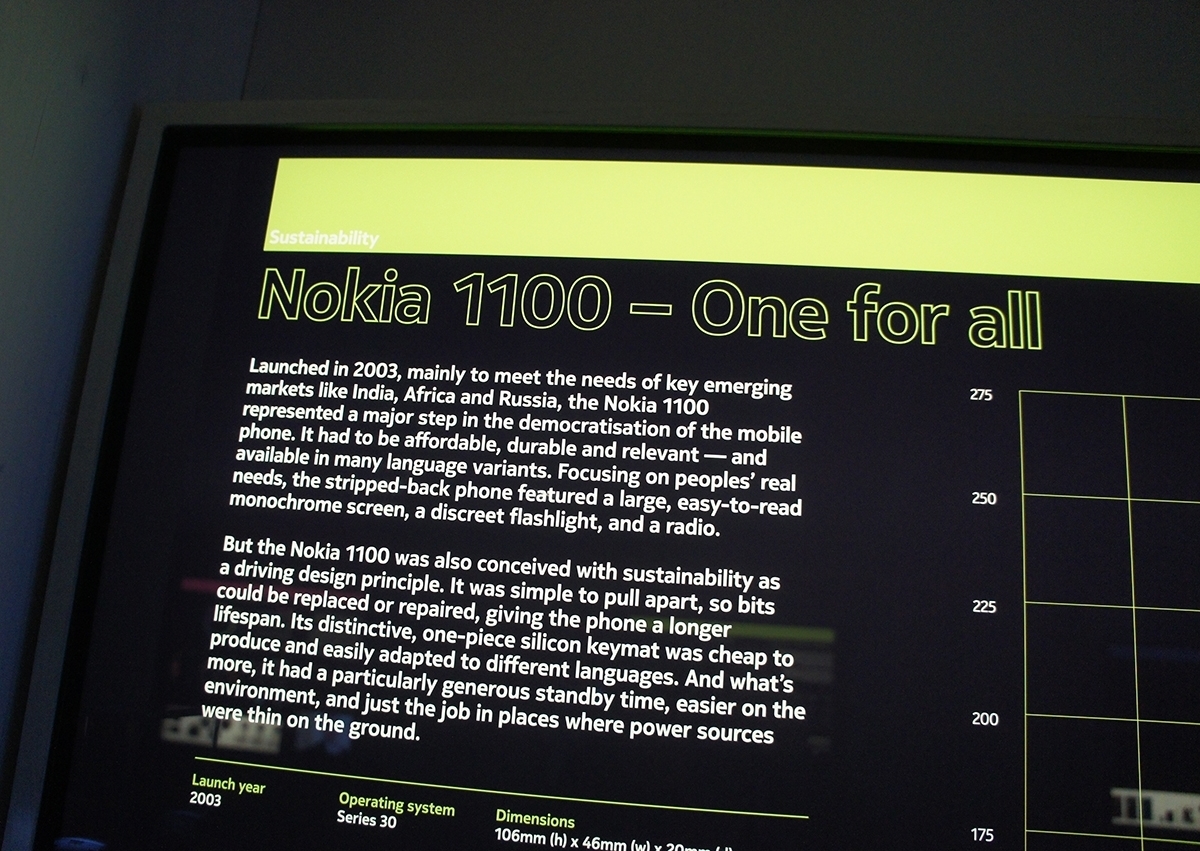 Sustainability
Nokia 1100 – One for all
Launched in 2003, mainly to meet the needs of key emerging
markets like India, Africa and Russia, the Nokia 1100
represented a major step in the democratisation of the mobile
phone. It had to be affordable, durable and relevant — and
available in many language variants. Focusing on peoples' real
needs, the stripped-back phone featured a large, easy-to-read
monochrome screen, a discreet flashlight, and a radio.
But the Nokia 1100 was also conceived with sustainability as
a driving design principle. It was simple to pull apart, so bits
could be replaced or repaired, giving the phone a longer
lifespan. Its distinctive, one-piece silicon keymat was cheap to
produce and easily adapted to different languages. And what's
more, it had a particularly generous standby time, easier on the
environment, and just the job in places where power sources
were thin on the ground.
Launch year
2003
Operating system
Series 30
Dimensions
106mm (h) x 46mm (w) x 20mm
275
250
225
200
175